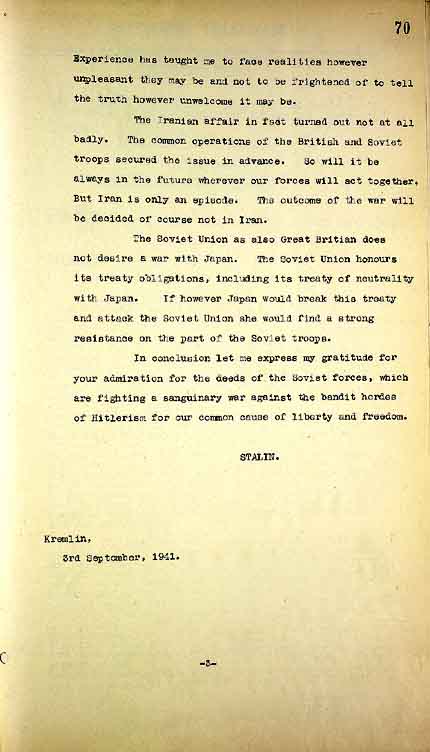 70
Experience has taught me to face realities however
unpleasant they may be and not to be frightened of to tell
the truth however unwelcome it may be.
The Iranian affair in fact turned out not at all
badly. The common operations of the British and Soviet
troops secured the issue in advance. So will it be
always in the future wherever our forces will act together.
But Iran is only an episode. The outcome of the war will
be decided of course not in Iran.
The Soviet Union as also Great Britian does
not desire a war with Japan. The Soviet Union honours
its treaty obligations, including its treaty of neutrality
with Japan. If however Japan would break this treaty
and attack the Soviet Union she would find a strong
resistance on the part of the Soviet troops.
In conclusion let me express my gratitude for
your admiration for the deeds of the Soviet forces, which
are fighting a sanguinary war against the bandit hordes
of Hitlerism for our common cause of liberty and freedom.
STALIN.
Kremlin,
3rd September, 1941.
-3-